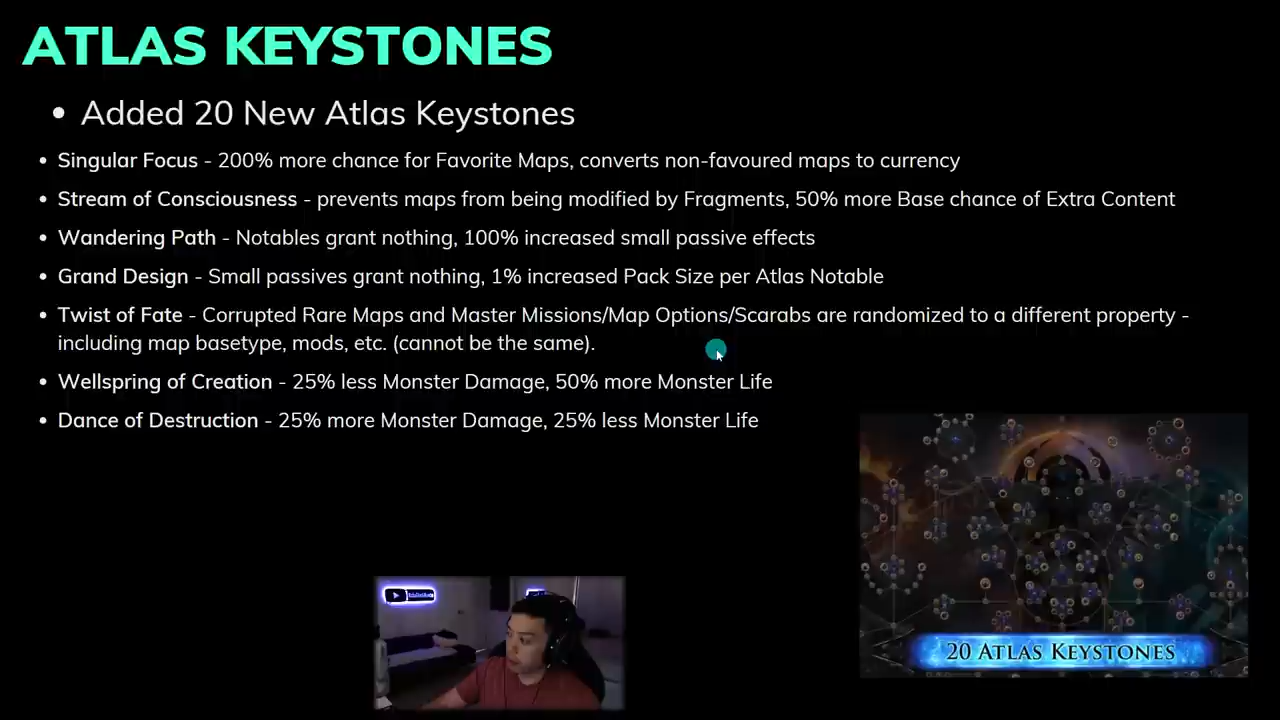 ATLAS KEYSTONES
• Added 20 New Atlas Keystones
• Singular Focus - 200% more chance for Favorite Maps, converts non-favoured maps to currency
• Stream of Consciousness - prevents maps from being modified by Fragments, 50% more Base chance of Extra Content
• Wandering Path - Notables grant nothing, 100% increased small passive effects
• Grand Design - Small passives grant nothing, 1% increased Pack Size per Atlas Notable
• Twist of Fate - Corrupted Rare Maps and Master Missions/Map Options/Scarabs are randomized to a different property -
including map basetype, mods, etc. (cannot be the same).
• Wellspring of Creation - 25% less Monster Damage, 50% more Monster Life
• Dance of Destruction - 25% more Monster Damage, 25% less Monster Life
20 ATLAS KEYSTONES